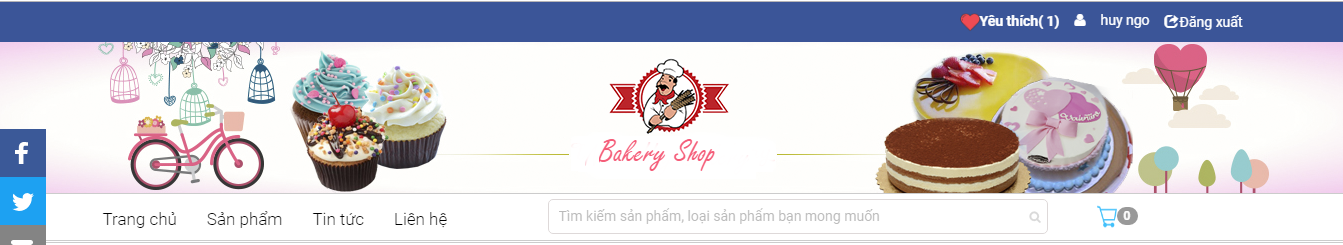 Yêu thích( 1) huy ngo Đăng xuất
Valentine
Bakery Shop
Trang chủ Sản phẩm Tin tức Liên hệ
Tìm kiếm sản phẩm, loại sản phẩm bạn mong muốn
0